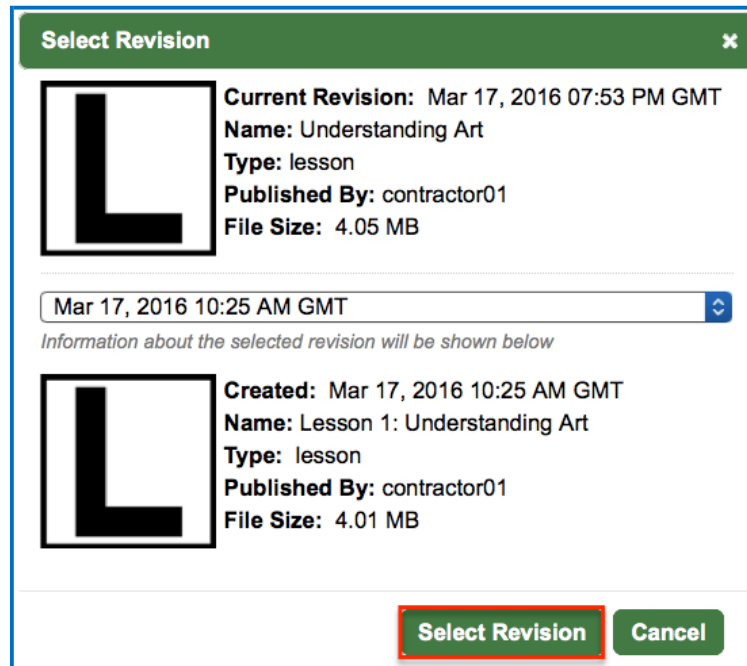 Select Revision ×
L
Current Revision: Mar 17, 2016 07:53 PM GMT
Name: Understanding Art
Type: lesson
Published By: contractor01
File Size: 4.05 MB
Mar 17, 2016 10:25 AM GMT
Information about the selected revision will be shown below
L
Created: Mar 17, 2016 10:25 AM GMT
Name: Lesson 1: Understanding Art
Type: lesson
Published By: contractor01
File Size: 4.01 MB
Select Revision Cancel